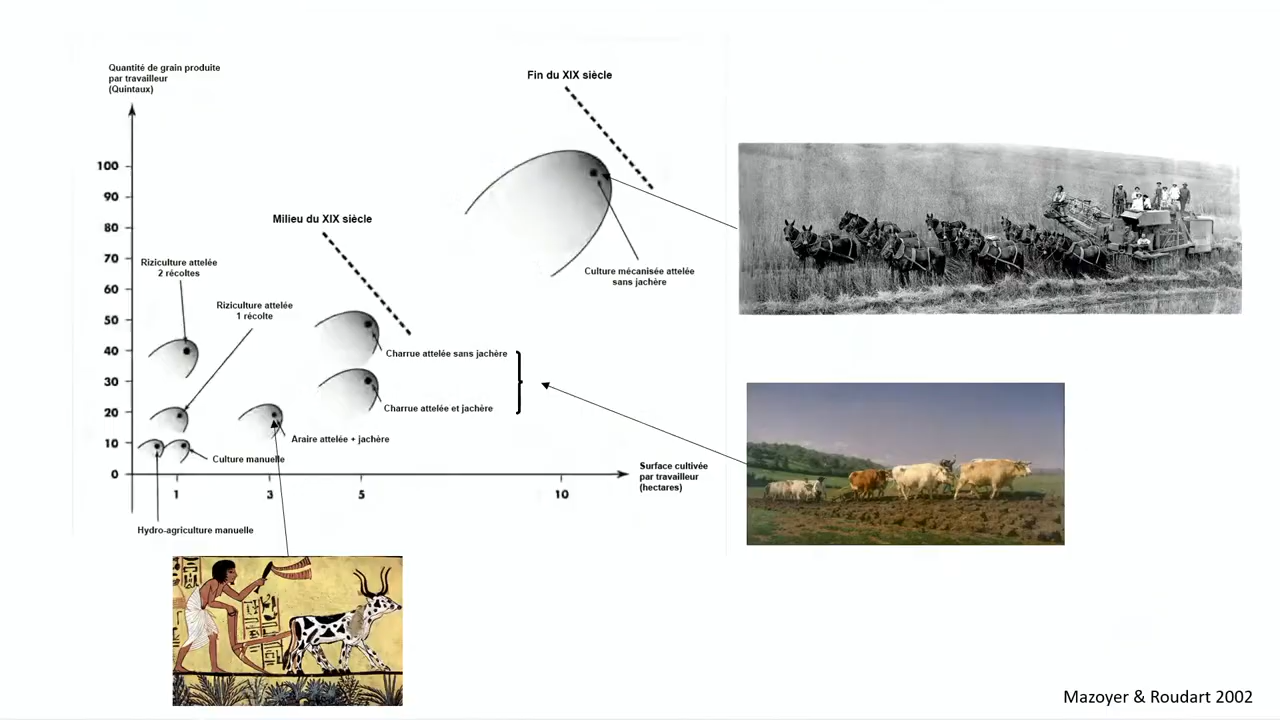 Quantité de grain produite
par travailleur
(Quintaux)
Fin du XIX siècle
100
90
80
70
60
50
40
30
20
10
0
Milieu du XIX siècle
Riziculture attelée
2 récoltes
Riziculture attelée
1 récolte
Culture mécanisée attelée
sans jachère
Charrue attelée sans jachère
Charrue attelée et jachère
Araire attelée + jachère
Culture manuelle
Surface cultivée
par travailleur
(hectares)
1
3
5
10
Hydro-agriculture manuelle
Mazoyer & Roudart 2002